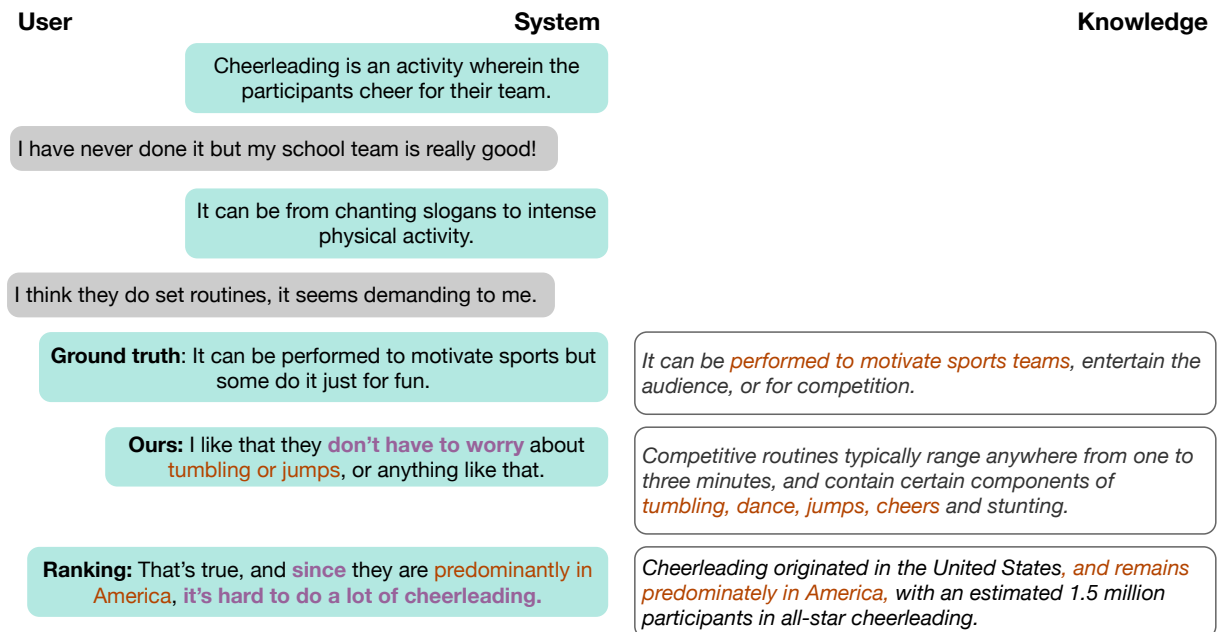 User
System
Knowledge
Cheerleading is an activity wherein the
participants cheer for their team.
I have never done it but my school team is really good!
It can be from chanting slogans to intense
physical activity.
I think they do set routines, it seems demanding to me.
Ground truth: It can be performed to motivate sports but
some do it just for fun.
It can be performed to motivate sports teams, entertain the
audience, or for competition.
Ours: I like that they don't have to worry about
tumbling or jumps, or anything like that.
Competitive routines typically range anywhere from one to
three minutes, and contain certain components of
tumbling, dance, jumps, cheers and stunting.
Ranking: That's true, and since they are predominantly in
America, it's hard to do a lot of cheerleading.
Cheerleading originated in the United States, and remains
predominately in America, with an estimated 1.5 million
participants in all-star cheerleading.